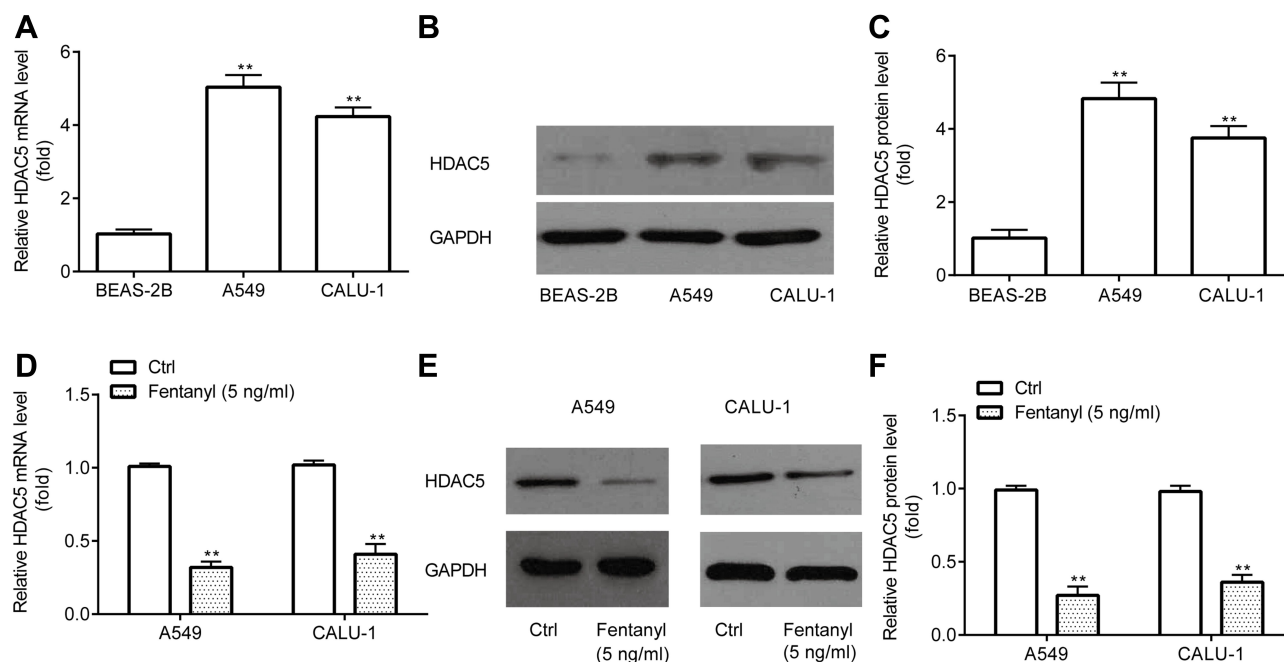 A
Relative HDAC5 mRNA level
(fold)
6
4
2
0
**
**
BEAS-2B
A549
CALU-1
B
HDAC5
GAPDH
BEAS-2B
A549
CALU-1
C
Relative HDAC5 protein level
(fold)
6
4
2
0
**
**
BEAS-2B
A549
CALU-1
D
Ctrl
Fentanyl (5 ng/ml)
Relative HDAC5 mRNA level
(fold)
1.5
1.0
0.5
0.0
**
**
A549
CALU-1
E
A549
CALU-1
HDAC5
GAPDH
Ctrl
Fentanyl
(5 ng/ml)
Ctrl
Fentanyl
(5 ng/ml)
F
Ctrl
Fentanyl (5 ng/ml)
Relative HDAC5 protein level
(fold)
1.5
1.0
0.5
0.0
**
**
A549
CALU-1